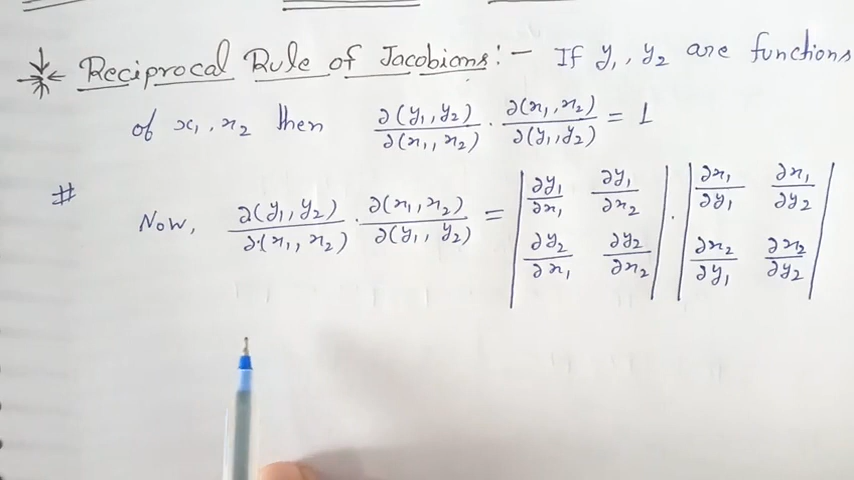 Reciprocal Rule of Jacobians:- If y₁, y₂ are functions
of x₁, x₂ then ∂(y₁, y₂)/∂(x₁, x₂) · ∂(x₁, x₂)/∂(y₁, y₂) = 1
#
Now, ∂(y₁, y₂)/∂(x₁, x₂) · ∂(x₁, x₂)/∂(y₁, y₂) = | ∂y₁/∂x₁ ∂y₁/∂x₂ | · | ∂x₁/∂y₁ ∂x₁/∂y₂ |
| ∂y₂/∂x₁ ∂y₂/∂x₂ | | ∂x₂/∂y₁ ∂x₂/∂y₂ |